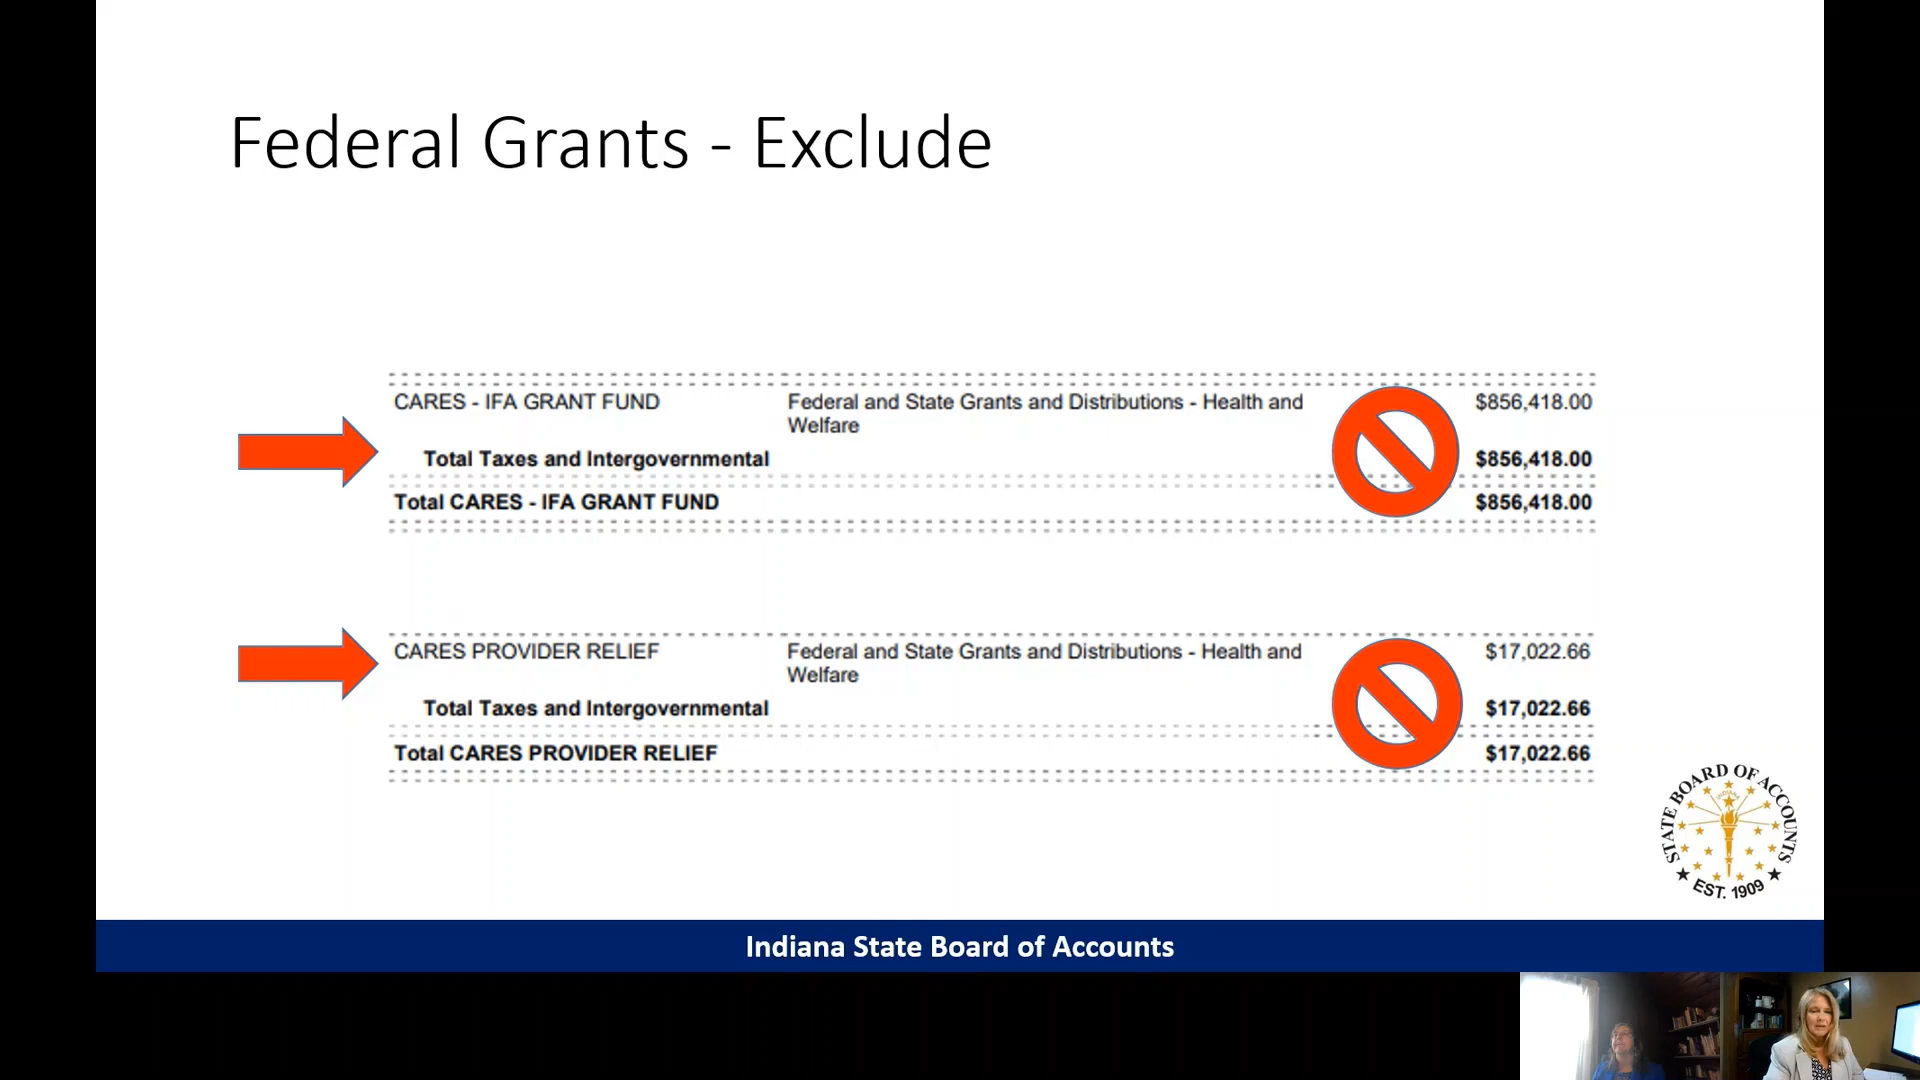 Federal Grants - Exclude
CARES - IFA GRANT FUND Federal and State Grants and Distributions - Health and $856,418.00
Welfare
Total Taxes and Intergovernmental $856,418.00
Total CARES - IFA GRANT FUND $856,418.00
CARES PROVIDER RELIEF Federal and State Grants and Distributions - Health and $17,022.66
Welfare
Total Taxes and Intergovernmental $17,022.66
Total CARES PROVIDER RELIEF $17,022.66
STATE BOARD OF ACCOUNTS
INDIANA
EST. 1909
Indiana State Board of Accounts